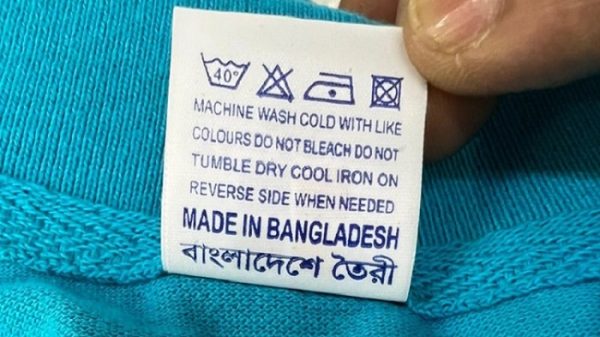 40°
MACHINE WASH COLD WITH LIKE
COLOURS DO NOT BLEACH DO NOT
TUMBLE DRY COOL IRON ON
REVERSE SIDE WHEN NEEDED
MADE IN BANGLADESH
বাংলাদেশে তৈরী